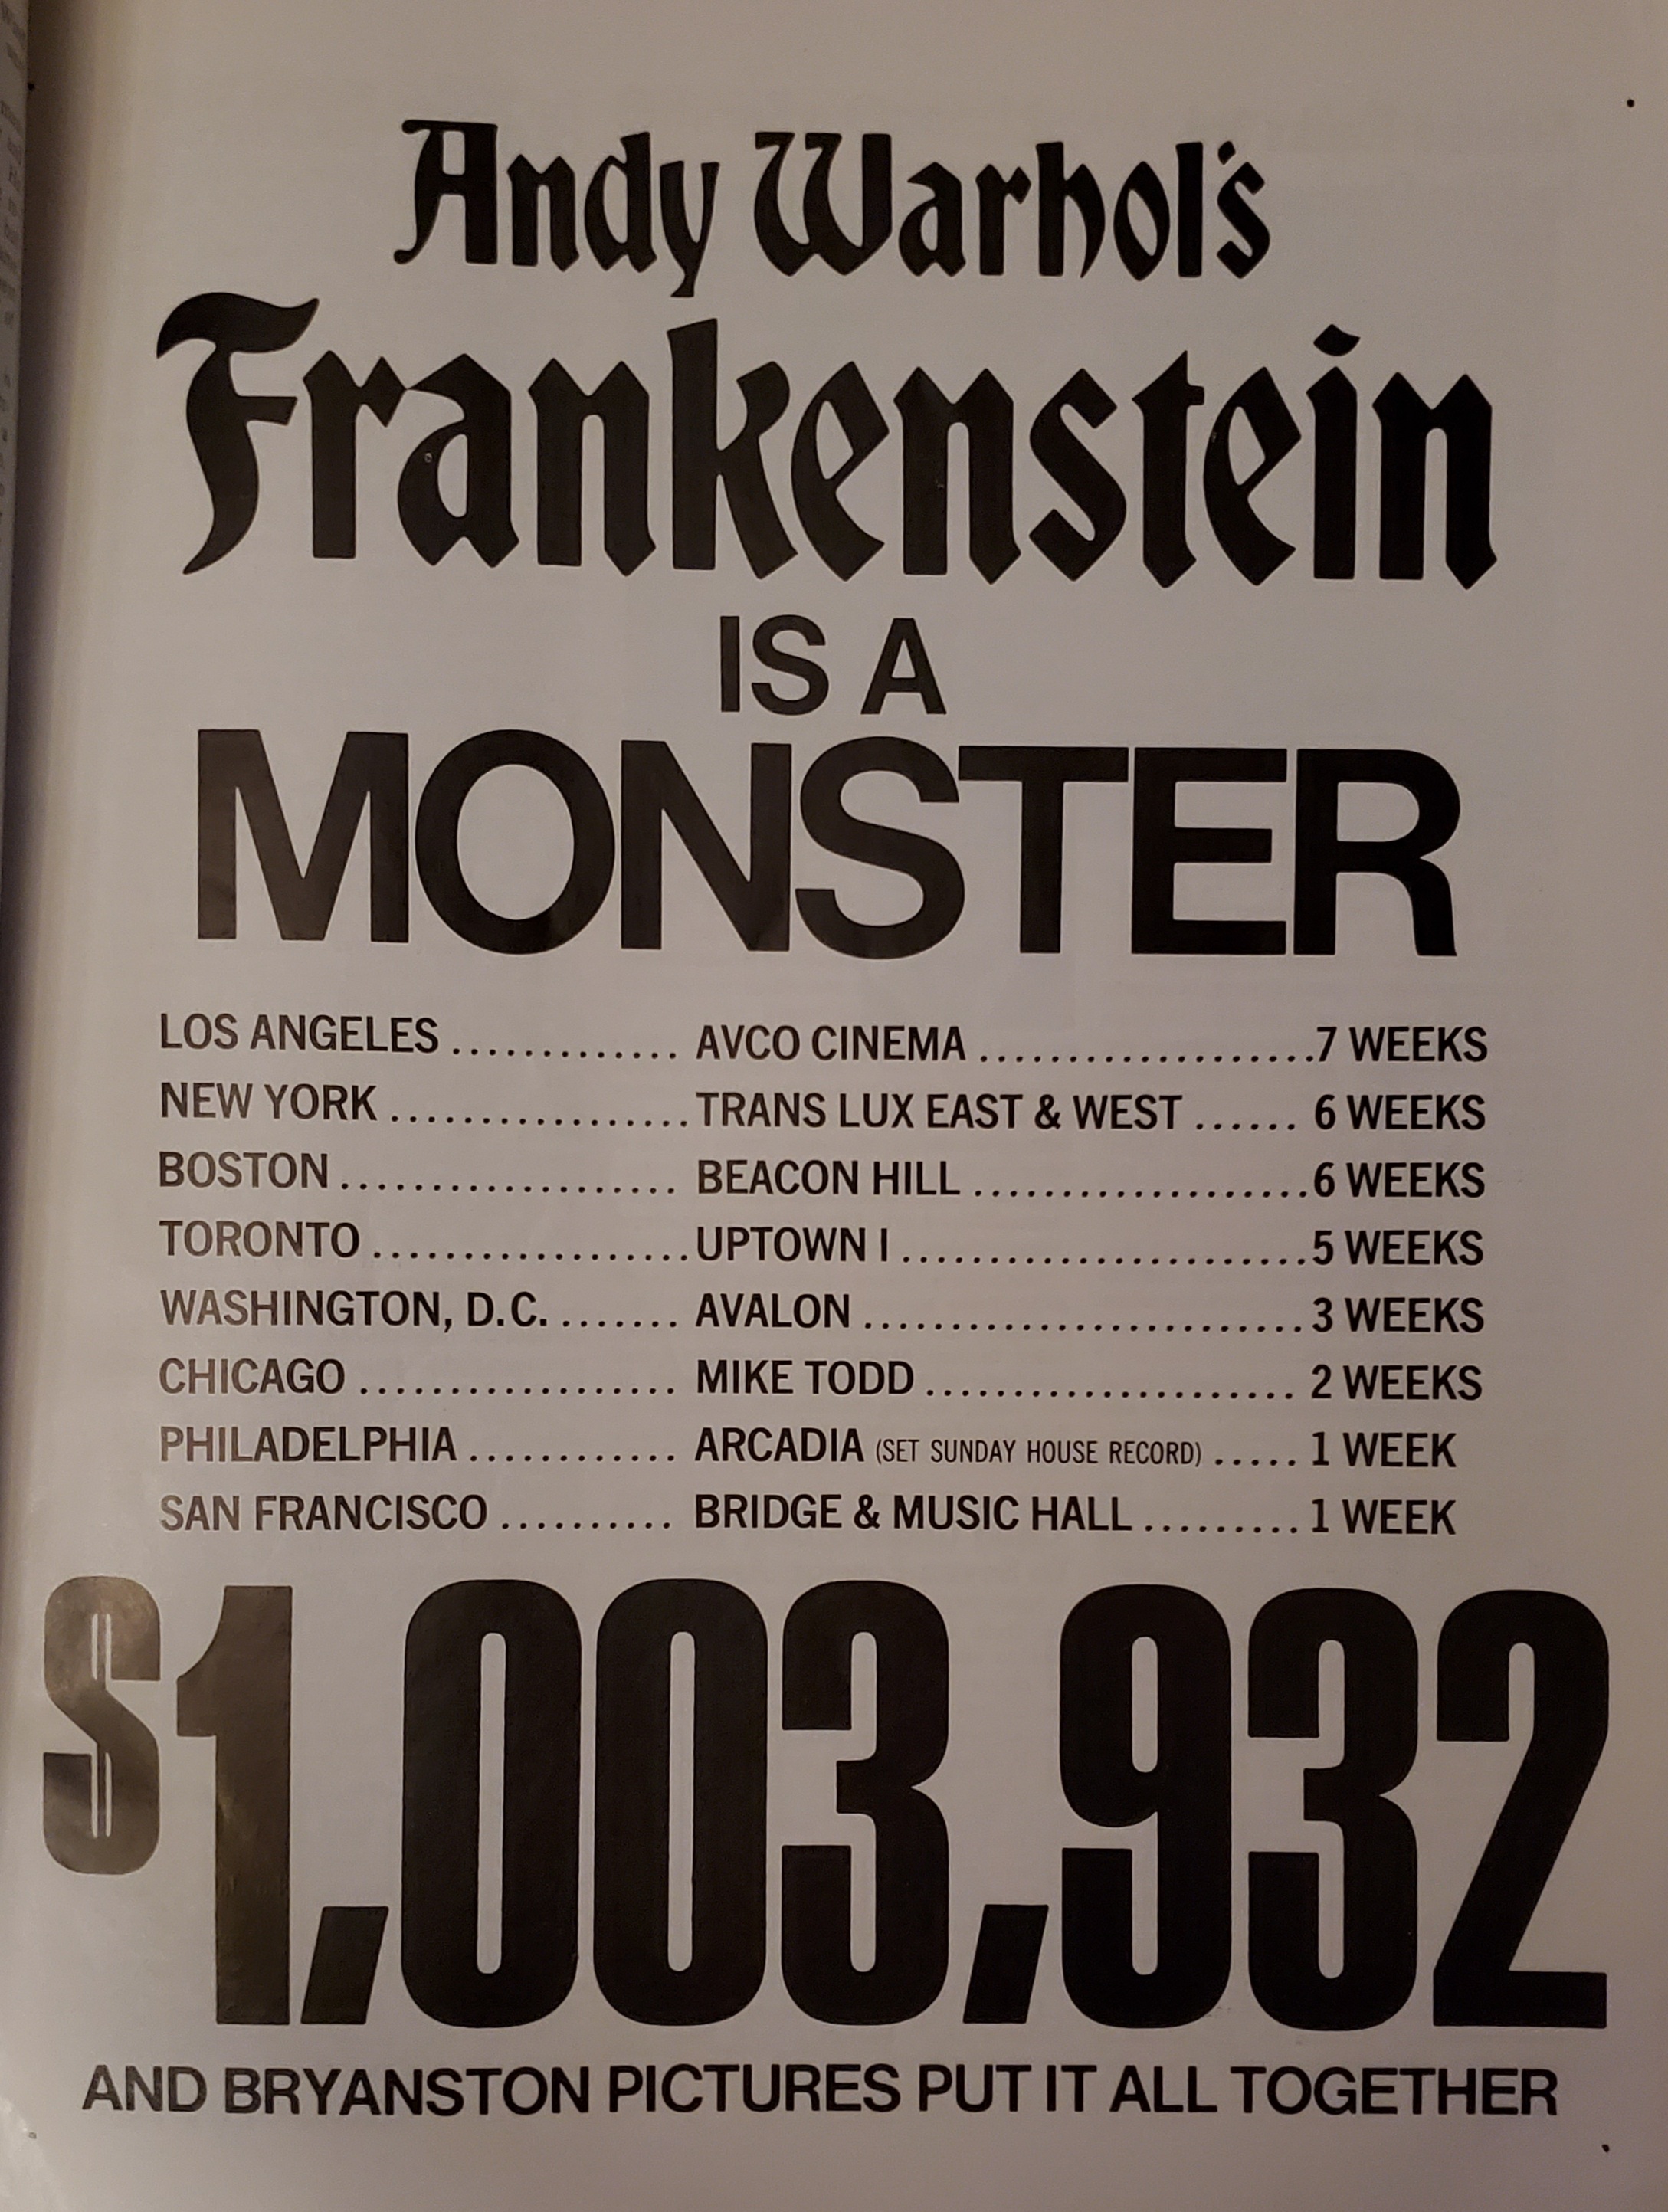 Andy Warhol's
Frankenstein
IS A
MONSTER
LOS ANGELES ............. AVCO CINEMA ...................7 WEEKS
NEW YORK .................TRANS LUX EAST & WEST ...... 6 WEEKS
BOSTON ................... BEACON HILL ...................6 WEEKS
TORONTO ..................UPTOWN I .......................5 WEEKS
WASHINGTON, D.C. ....... AVALON .........................3 WEEKS
CHICAGO .................. MIKE TODD ..................... 2 WEEKS
PHILADELPHIA ............ ARCADIA (SET SUNDAY HOUSE RECORD) ..... 1 WEEK
SAN FRANCISCO .......... BRIDGE & MUSIC HALL ......... 1 WEEK
$1,003,932
AND BRYANSTON PICTURES PUT IT ALL TOGETHER